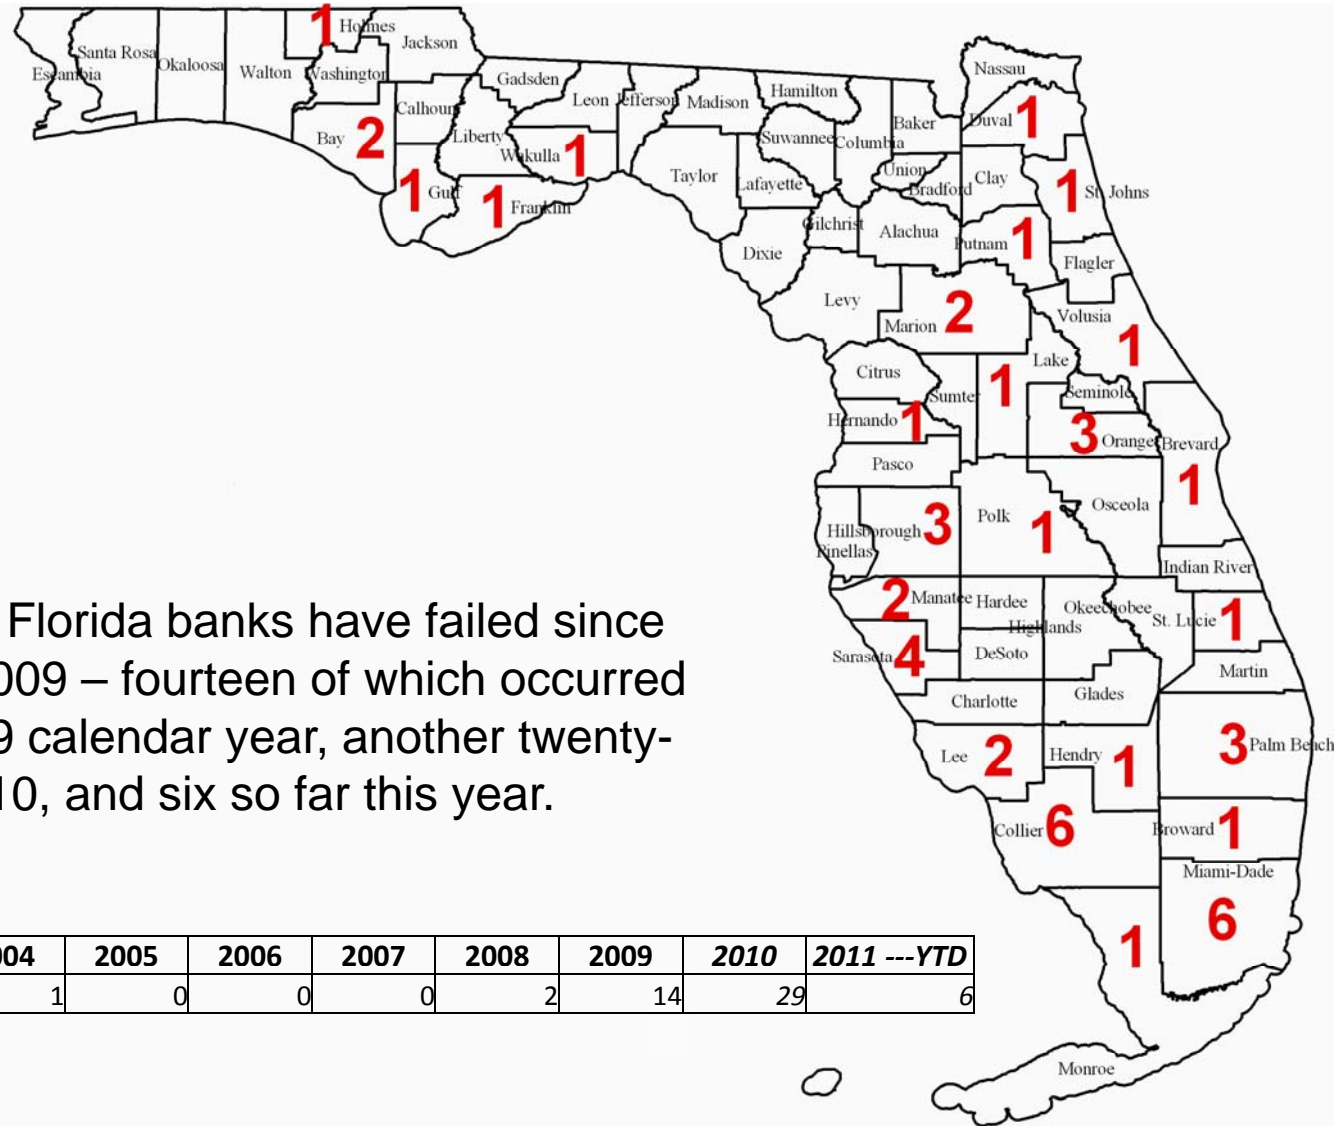 1 Holmes
Jackson
Santa Rosa
Escambia
Okaloosa
Walton
Washington
Gadsden
Leon
Jefferson
Madison
Hamilton
Nassau
Calhoun
Liberty
Bay 2
Wakulla 1
Suwannee
Columbia
Baker
Duval 1
Taylor
Lafayette
Union
Bradford
Clay
1 St. Johns
1 Gulf
1 Franklin
Gilchrist
Alachua
Putnam 1
Dixie
Flagler
Levy
Marion 2
Volusia
1
Citrus
Sumter
1
Lake
Seminole
Hernando 1
3 Orange
Brevard
1
Pasco
Hillsborough 3
Pinellas
Polk 1
Osceola
Indian River
2 Manatee
Hardee
Okeechobee
Highlands
St. Lucie 1
Sarasota 4
DeSoto
Martin
Charlotte
Glades
Lee 2
Hendry 1
3 Palm Beach
Collier 6
Broward 1
Miami-Dade
6
1
Monroe
Florida banks have failed since
009 – fourteen of which occurred
9 calendar year, another twenty-
10, and six so far this year.
04 2005 2006 2007 2008 2009 2010 2011 ---YTD
1 0 0 0 2 14 29 6